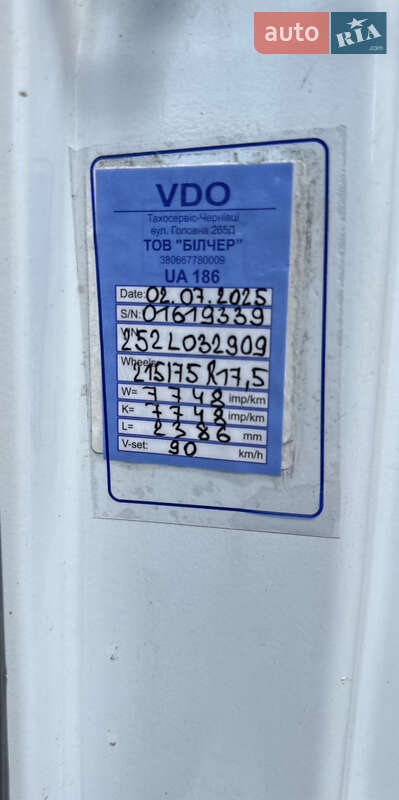 auto RIA .com
VDO
Тахосервіс-Чернівці
вул. Головна 265Д
ТОВ "БІЛЧЕР"
380667780009
UA 186
Date: 02.07.2025
S/N: 01619339
VIN:
252L032909
Wheels
215/75 R17,5
W= 7748 imp/km
K= 7748 imp/km
L= 2386 mm
V-set: 90 km/h